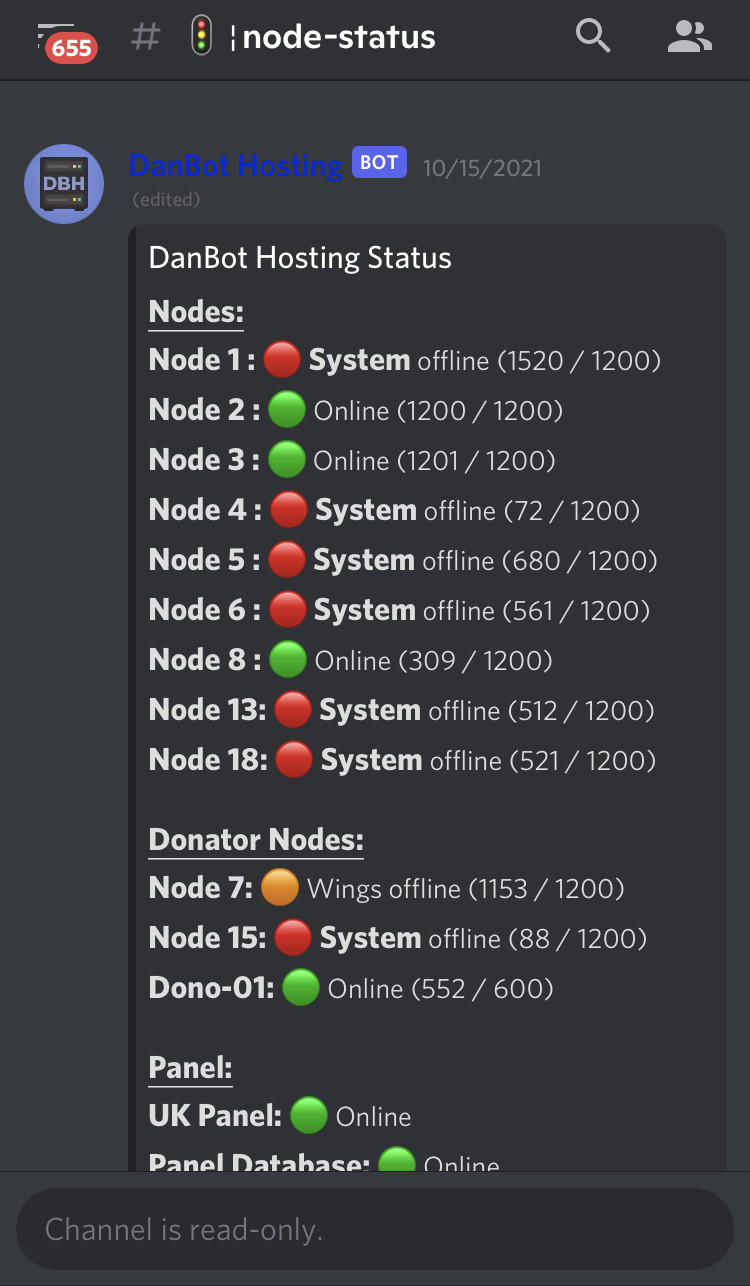 655
# ¦node-status
DBH
DanBot Hosting BOT 10/15/2021
(edited)
DanBot Hosting Status
Nodes:
Node 1 : System offline (1520 / 1200)
Node 2 : Online (1200 / 1200)
Node 3 : Online (1201 / 1200)
Node 4 : System offline (72 / 1200)
Node 5 : System offline (680 / 1200)
Node 6 : System offline (561 / 1200)
Node 8 : Online (309 / 1200)
Node 13: System offline (512 / 1200)
Node 18: System offline (521 / 1200)
Donator Nodes:
Node 7: Wings offline (1153 / 1200)
Node 15: System offline (88 / 1200)
Dono-01: Online (552 / 600)
Panel:
UK Panel: Online
Panel Database: Online
Channel is read-only.